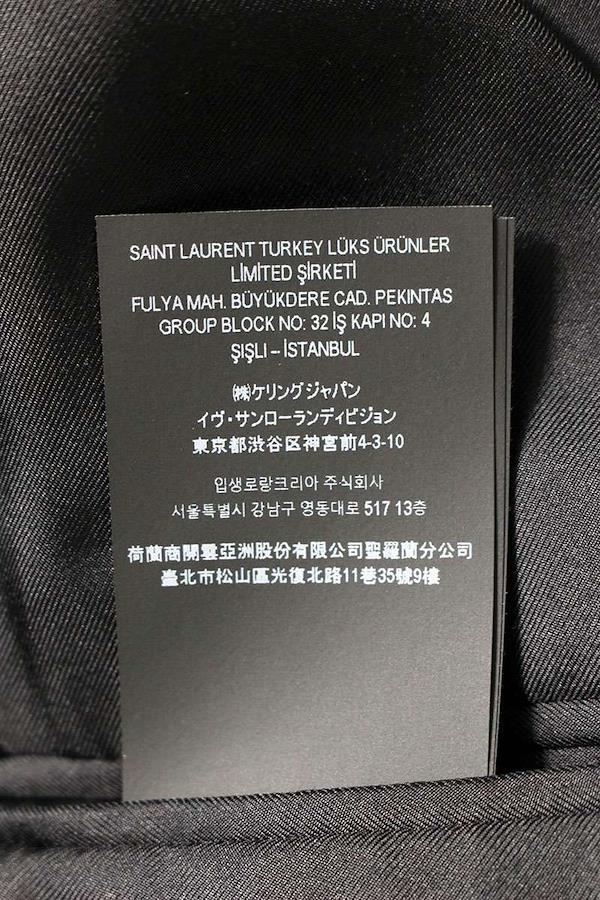 SAINT LAURENT TURKEY LÜKS ÜRÜNLER
LİMİTED ŞİRKETİ
FULYA MAH. BÜYÜKDERE CAD. PEKINTAS
GROUP BLOCK NO: 32 İŞ KAPI NO: 4
ŞIŞLI – İSTANBUL
㈱ケリングジャパン
イヴ・サンローランディビジョン
東京都渋谷区神宮前4-3-10
입생로랑크리아 주식회사
서울특별시 강남구 영동대로 517 13층
荷蘭商開雲亞洲股份有限公司聖羅蘭分公司
臺北市松山區光復北路11巷35號9樓